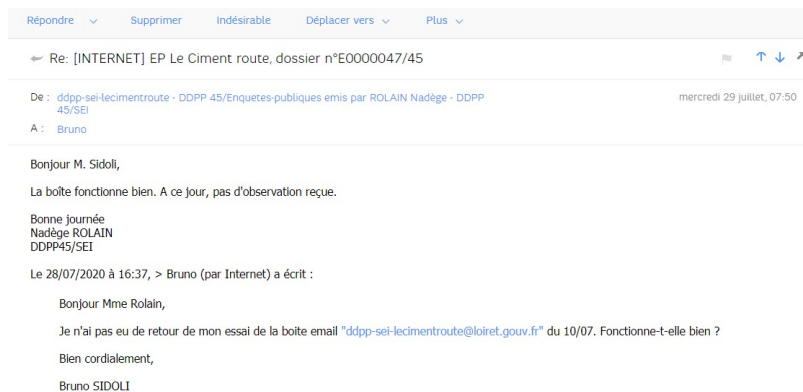 Répondre Supprimer Indésirable Déplacer vers Plus
Re: [INTERNET] EP Le Ciment route, dossier n°E0000047/45
De : ddpp-sei-lecimentroute - DDPP 45/Enquetes-publiques emis par ROLAIN Nadège - DDPP mercredi 29 juillet, 07:50
45/SEI
A : Bruno
Bonjour M. Sidoli,
La boîte fonctionne bien. A ce jour, pas d'observation reçue.
Bonne journée
Nadège ROLAIN
DDPP45/SEI
Le 28/07/2020 à 16:37, > Bruno (par Internet) a écrit :
Bonjour Mme Rolain,
Je n'ai pas eu de retour de mon essai de la boite email "ddpp-sei-lecimentroute@loiret.gouv.fr" du 10/07. Fonctionne-t-elle bien ?
Bien cordialement,
Bruno SIDOLI